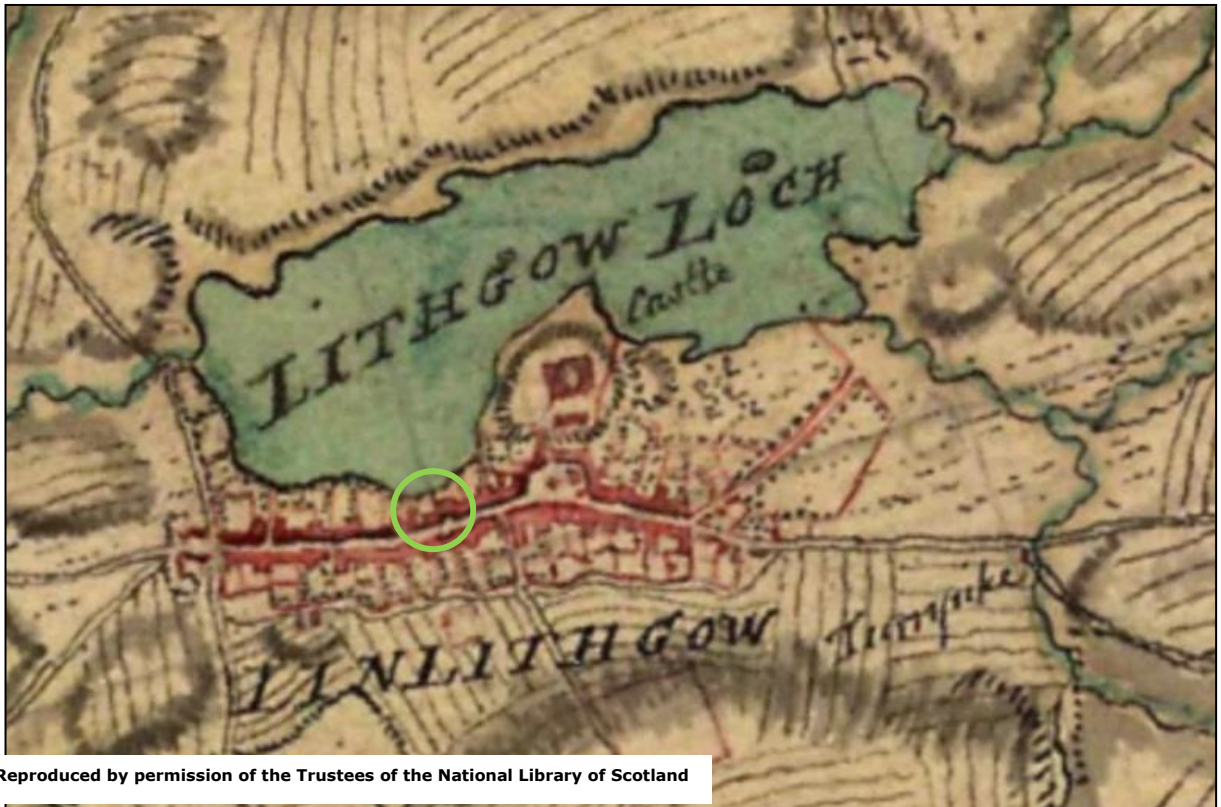 LITHGOW LOCH
Castle
LINLITHGOW
Turnpike
Reproduced by permission of the Trustees of the National Library of Scotland